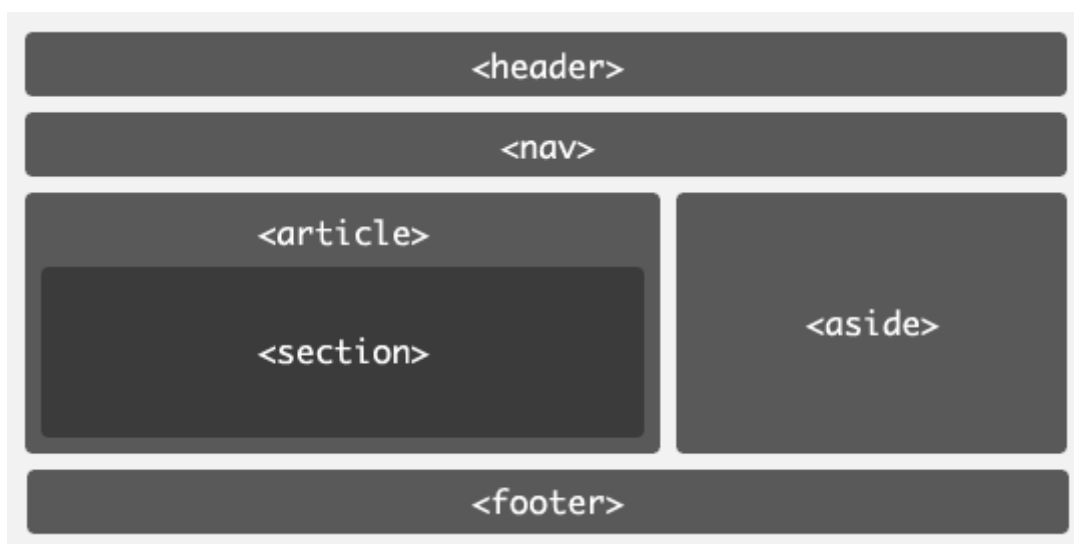 <header>
<nav>
<article>
<section>
<aside>
<footer>